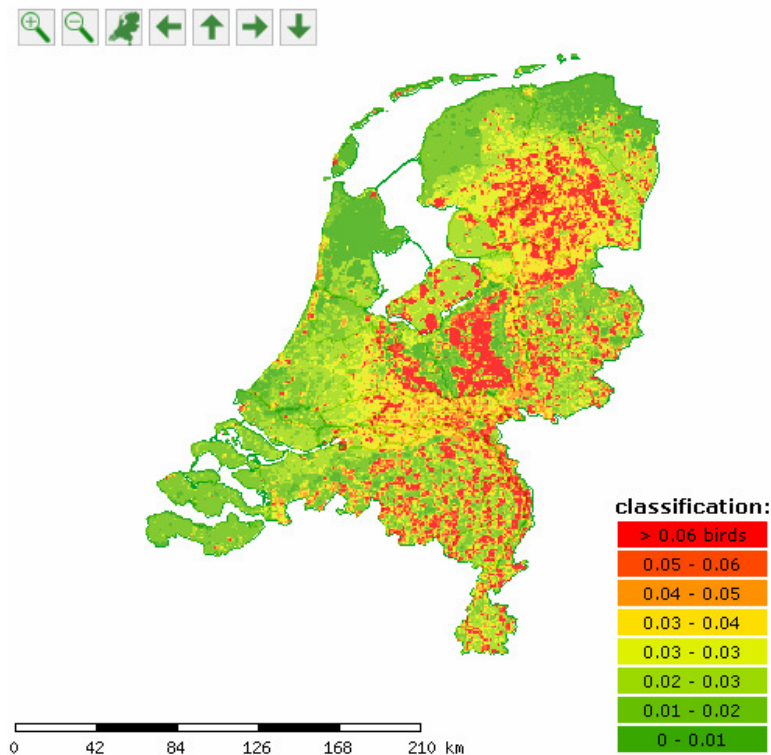 classification:
> 0.06 birds
0.05 - 0.06
0.04 - 0.05
0.03 - 0.04
0.03 - 0.03
0.02 - 0.03
0.01 - 0.02
0 - 0.01
0 42 84 126 168 210 km